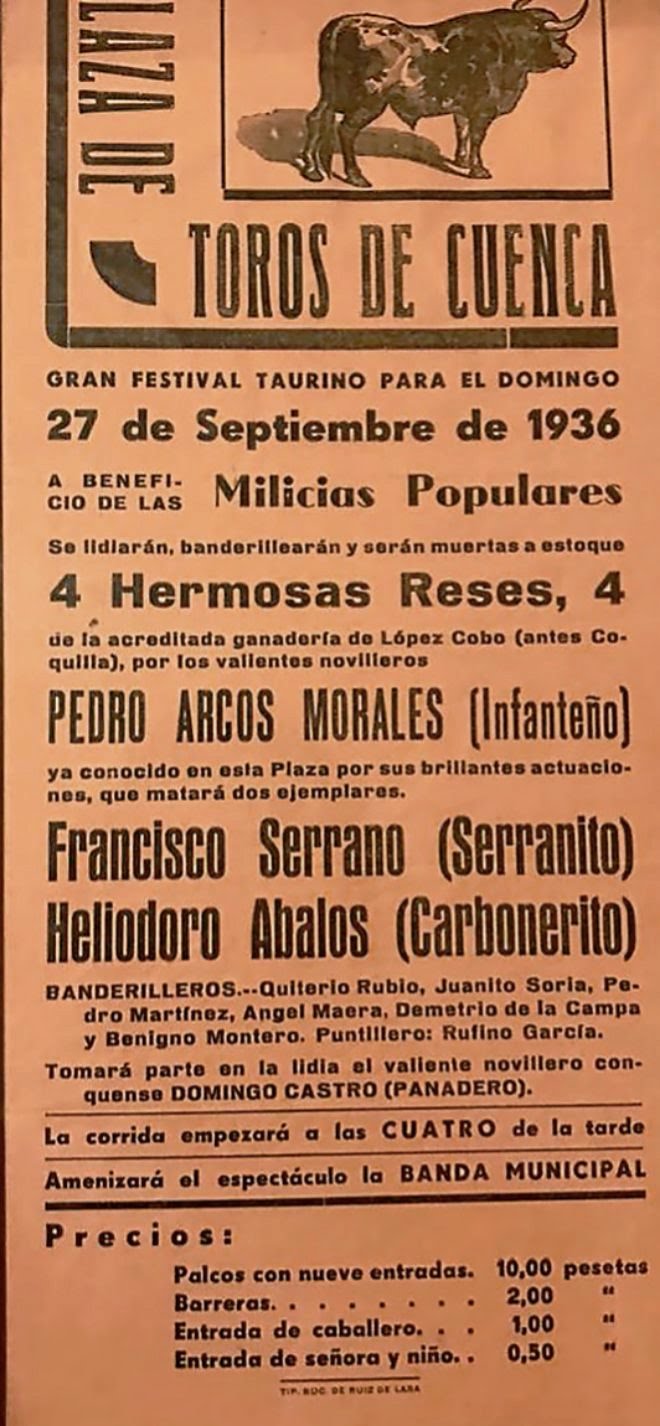 LAZA DE
TOROS DE CUENCA
GRAN FESTIVAL TAURINO PARA EL DOMINGO
27 de Septiembre de 1936
A BENEFI-
CIO DE LAS Milicias Populares
Se lidiarán, banderillearán y serán muertas a estoque
4 Hermosas Reses, 4
de la acreditada ganadería de López Cobo (antes Co-
quilla), por los valientes novilleros
PEDRO ARCOS MORALES (Infanteño)
ya conocido en esta Plaza por sus brillantes actuacio-
nes, que matará dos ejemplares.
Francisco Serrano (Serranito)
Heliodoro Abalos (Carbonerito)
BANDERILLEROS.--Quiterio Rubio, Juanito Soria, Pe-
dro Martínez, Angel Maera, Demetrio de la Campa
y Benigno Montero. Puntillero: Rufino García.
Tomará parte en la lidia el valiente novillero con-
quense DOMINGO CASTRO (PANADERO).
La corrida empezará a las CUATRO de la tarde
Amenizará el espectáculo la BANDA MUNICIPAL
Precios:
Palcos con nueve entradas. 10,00 pesetas
Barreras. . . . . . . . 2,00 "
Entrada de caballero. . . 1,00 "
Entrada de señora y niño. . 0,50 "
TIP. SUC. DE RUIZ DE LARA